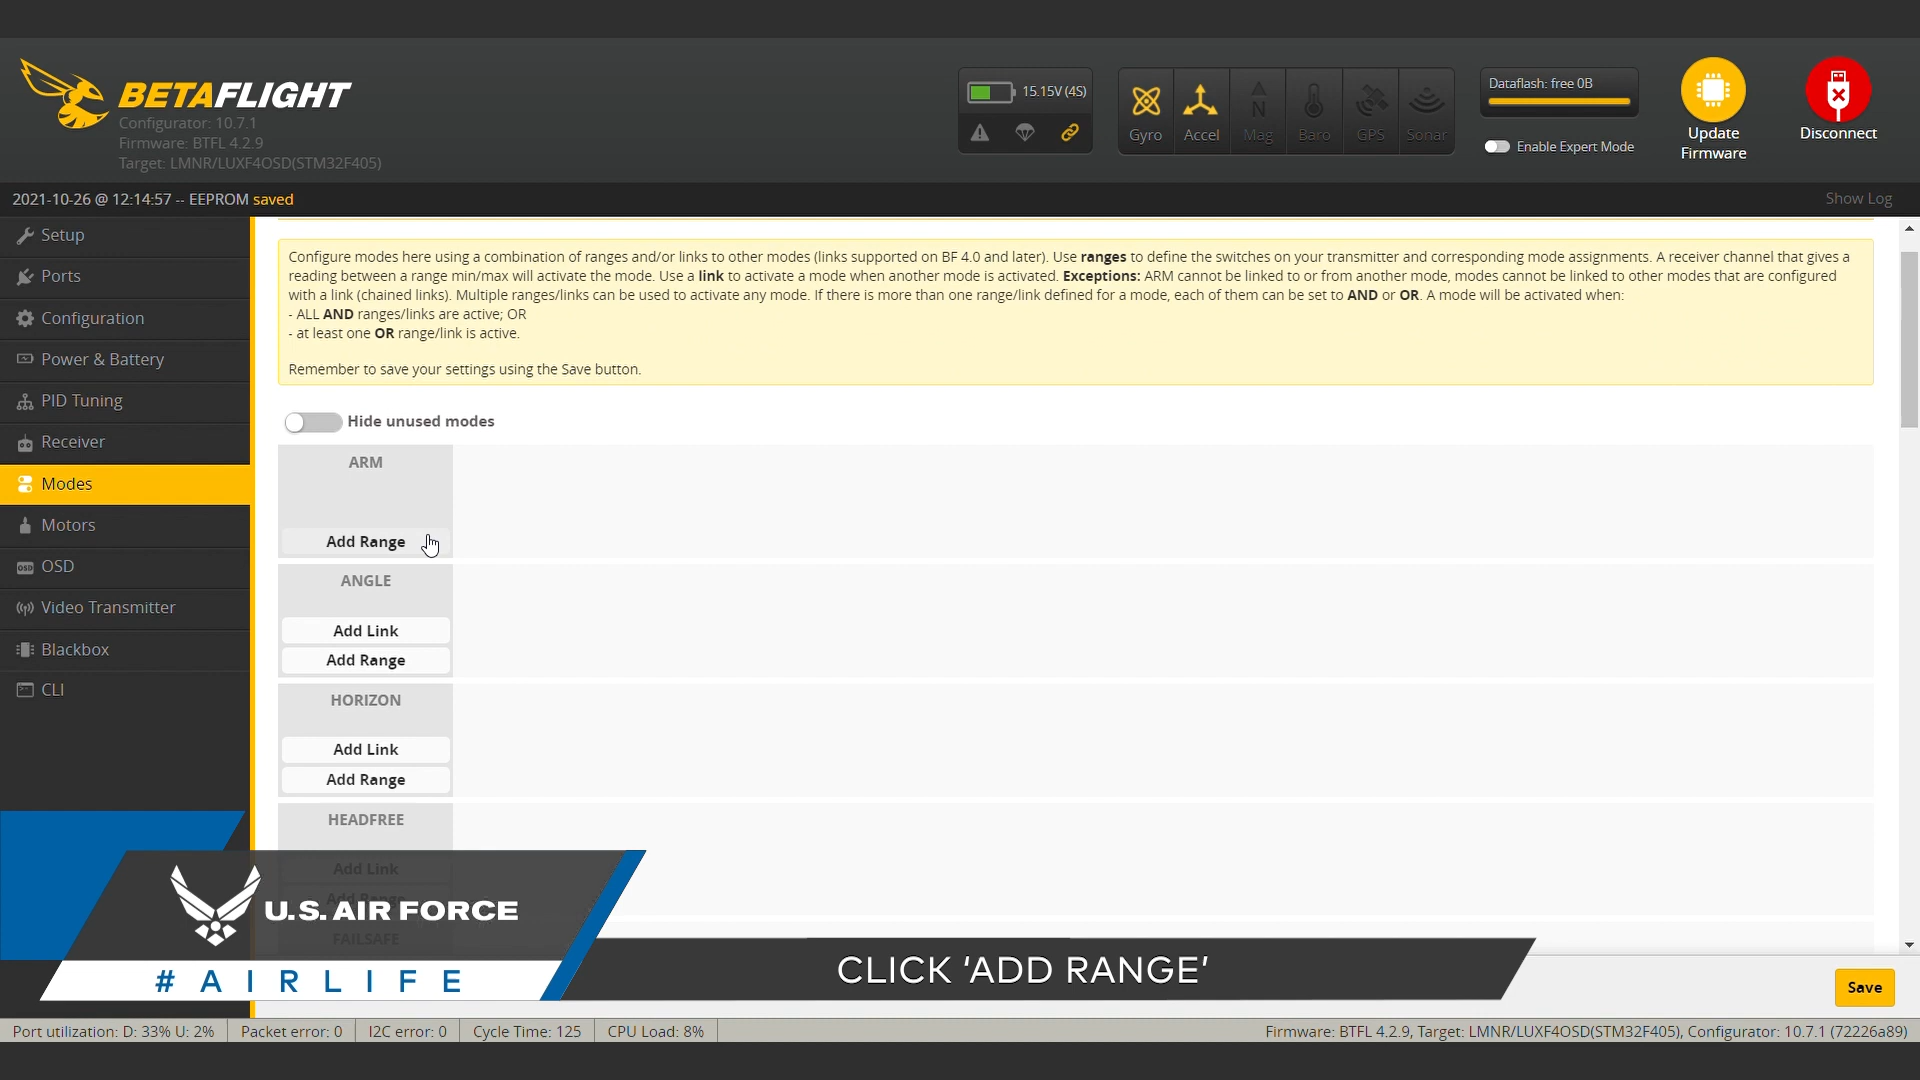 BETAFLIGHT
Configurator: 10.7.1
Firmware: BTFL 4.2.9
Target: LMNR/LUXF4OSD(STM32F405)
15.15V (4S)
Gyro
Accel
Mag
Baro
GPS
Sonar
Dataflash: free 0B
Enable Expert Mode
Update
Firmware
Disconnect
2021-10-26 @ 12:14:57 -- EEPROM saved
Show Log
Setup
Ports
Configuration
Power & Battery
PID Tuning
Receiver
Modes
Motors
OSD
Video Transmitter
Blackbox
CLI
Configure modes here using a combination of ranges and/or links to other modes (links supported on BF 4.0 and later). Use ranges to define the switches on your transmitter and corresponding mode assignments. A receiver channel that gives a
reading between a range min/max will activate the mode. Use a link to activate a mode when another mode is activated. Exceptions: ARM cannot be linked to or from another mode, modes cannot be linked to other modes that are configured
with a link (chained links). Multiple ranges/links can be used to activate any mode. If there is more than one range/link defined for a mode, each of them can be set to AND or OR. A mode will be activated when:
- ALL AND ranges/links are active; OR
- at least one OR range/link is active.
Remember to save your settings using the Save button.
Hide unused modes
ARM
Add Range
ANGLE
Add Link
Add Range
HORIZON
Add Link
Add Range
HEADFREE
Add Link
Add Range
FAILSAFE
U.S. AIR FORCE
#AIRLIFE
CLICK 'ADD RANGE'
Save
Port utilization: D: 33% U: 2%
Packet error: 0
I2C error: 0
Cycle Time: 125
CPU Load: 8%
Firmware: BTFL 4.2.9, Target: LMNR/LUXF4OSD(STM32F405), Configurator: 10.7.1 (72226a89)